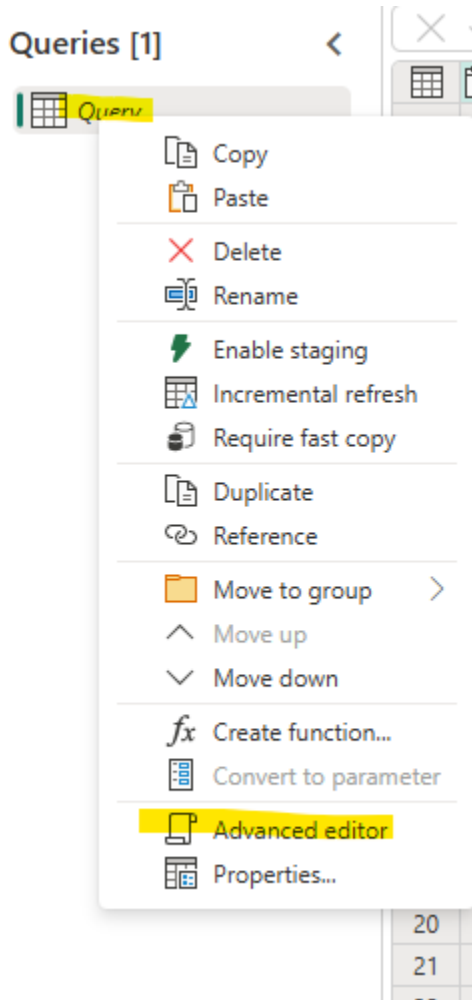 Queries [1]
Query
Copy
Paste
Delete
Rename
Enable staging
Incremental refresh
Require fast copy
Duplicate
Reference
Move to group
Move up
Move down
fx Create function...
Convert to parameter
Advanced editor
Properties...
20
21